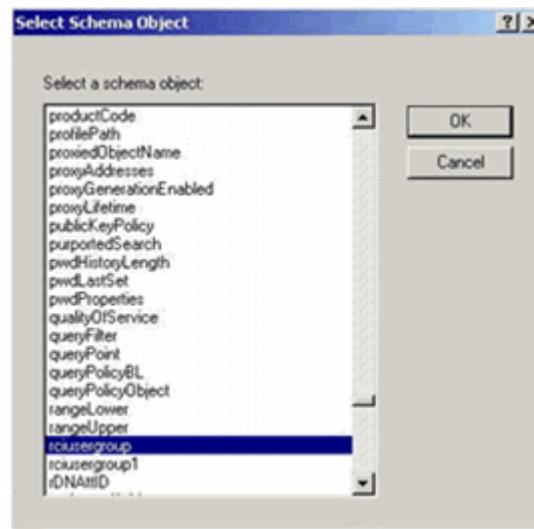 Select Schema Object
Select a schema object:
productCode
profilePath
proxiedObjectName
proxyAddresses
proxyGenerationEnabled
proxyLifetime
publicKeyPolicy
purportedSearch
pwdHistoryLength
pwdLastSet
pwdProperties
qualityOfService
queryFilter
queryPoint
queryPolicyBL
queryPolicyObject
rangeLower
rangeUpper
rciusergroup
rciusergroup1
rDNAttID
OK
Cancel